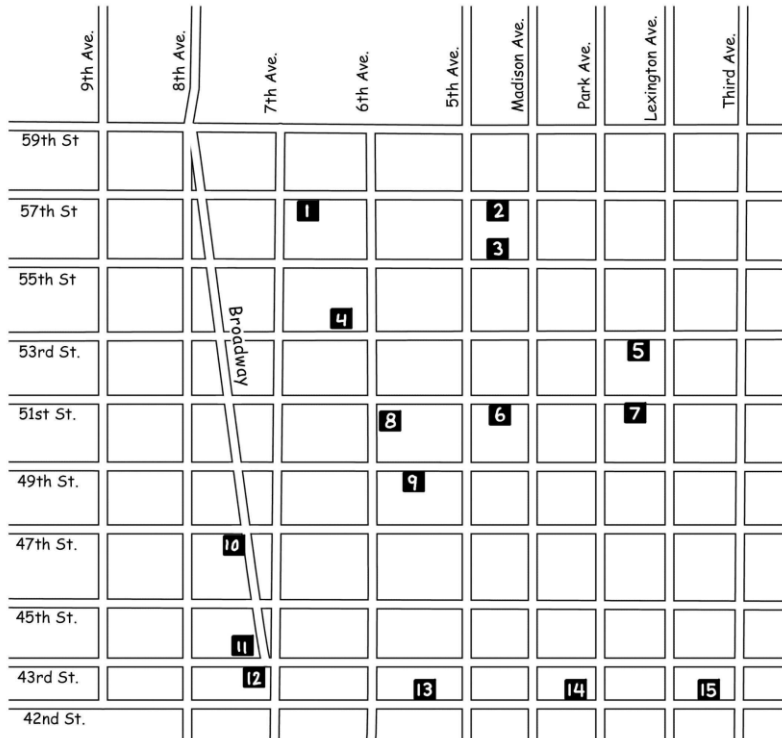 9th Ave.
8th Ave.
7th Ave.
6th Ave.
5th Ave.
Madison Ave.
Park Ave.
Lexington Ave.
Third Ave.
59th St
57th St
1
2
3
55th St
Broadway
4
53rd St.
5
51st St.
8
6
7
49th St.
9
47th St.
10
45th St.
11
43rd St.
12
13
14
15
42nd St.